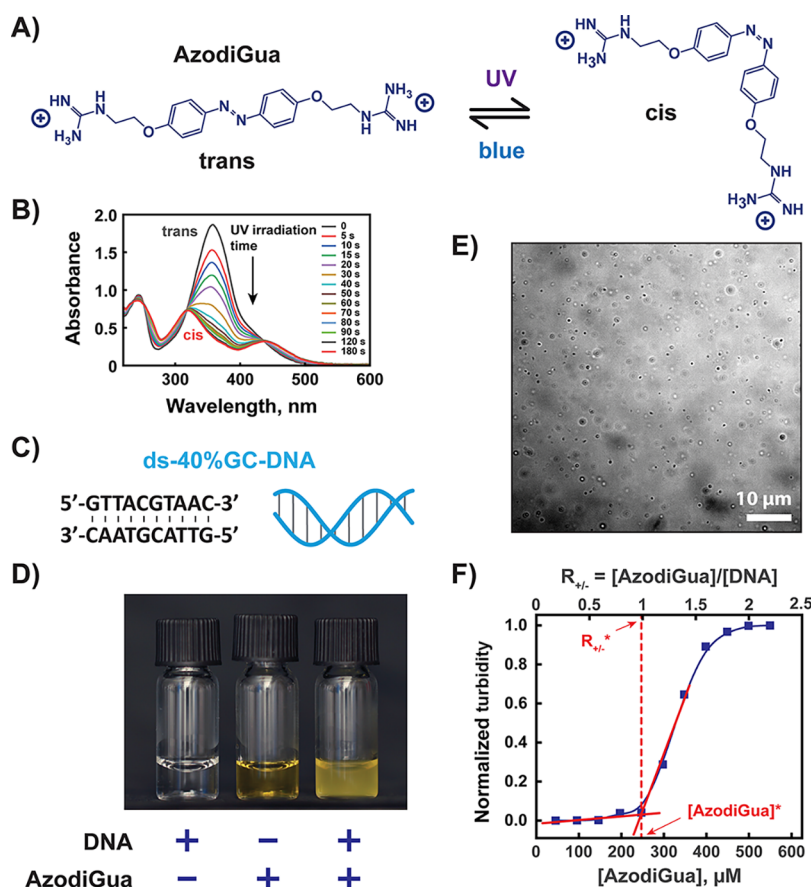 A)
AzodiGua
trans
NH
H₃N
N
H
O
N
N
O
H
N
NH₃
NH
UV
blue
NH
H₃N
N
H
O
N
N
O
NH
H₃N
NH
cis
B)
trans
UV irradiation
time
0
5 s
10 s
15 s
20 s
30 s
40 s
50 s
60 s
70 s
80 s
90 s
120 s
180 s
cis
Absorbance
2.0
1.5
1.0
0.5
0
300 400 500 600
Wavelength, nm
C)
ds-40%GC-DNA
5’-GTTACGTAAC-3’
3’-CAATGCATTG-5’
D)
DNA + − +
AzodiGua − + +
E)
10 µm
F)
R+/- = [AzodiGua]/[DNA]
0 0.5 1 1.5 2 2.5
R+/-*
[AzodiGua]*
Normalized turbidity
1.0
0.8
0.6
0.4
0.2
0.0
0 100 200 300 400 500 600
[AzodiGua], µM